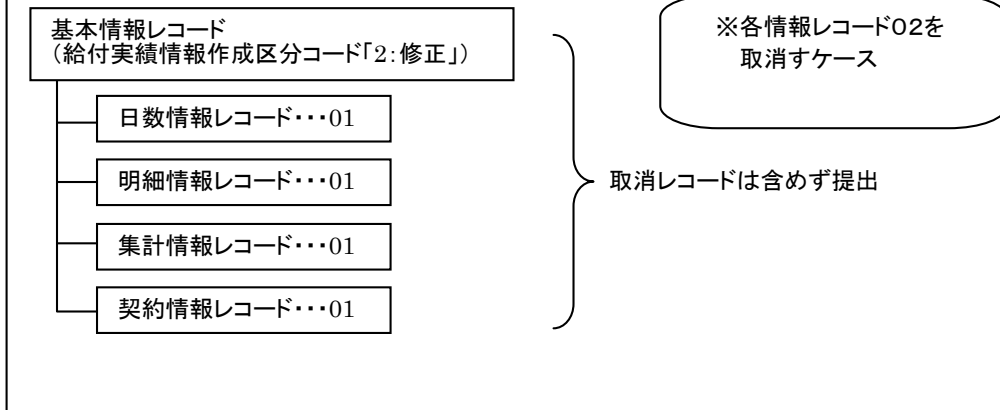 基本情報レコード
（給付実績情報作成区分コード「2:修正」）
※各情報レコード02を
取消すケース
日数情報レコード・・・01
明細情報レコード・・・01
取消レコードは含めず提出
集計情報レコード・・・01
契約情報レコード・・・01